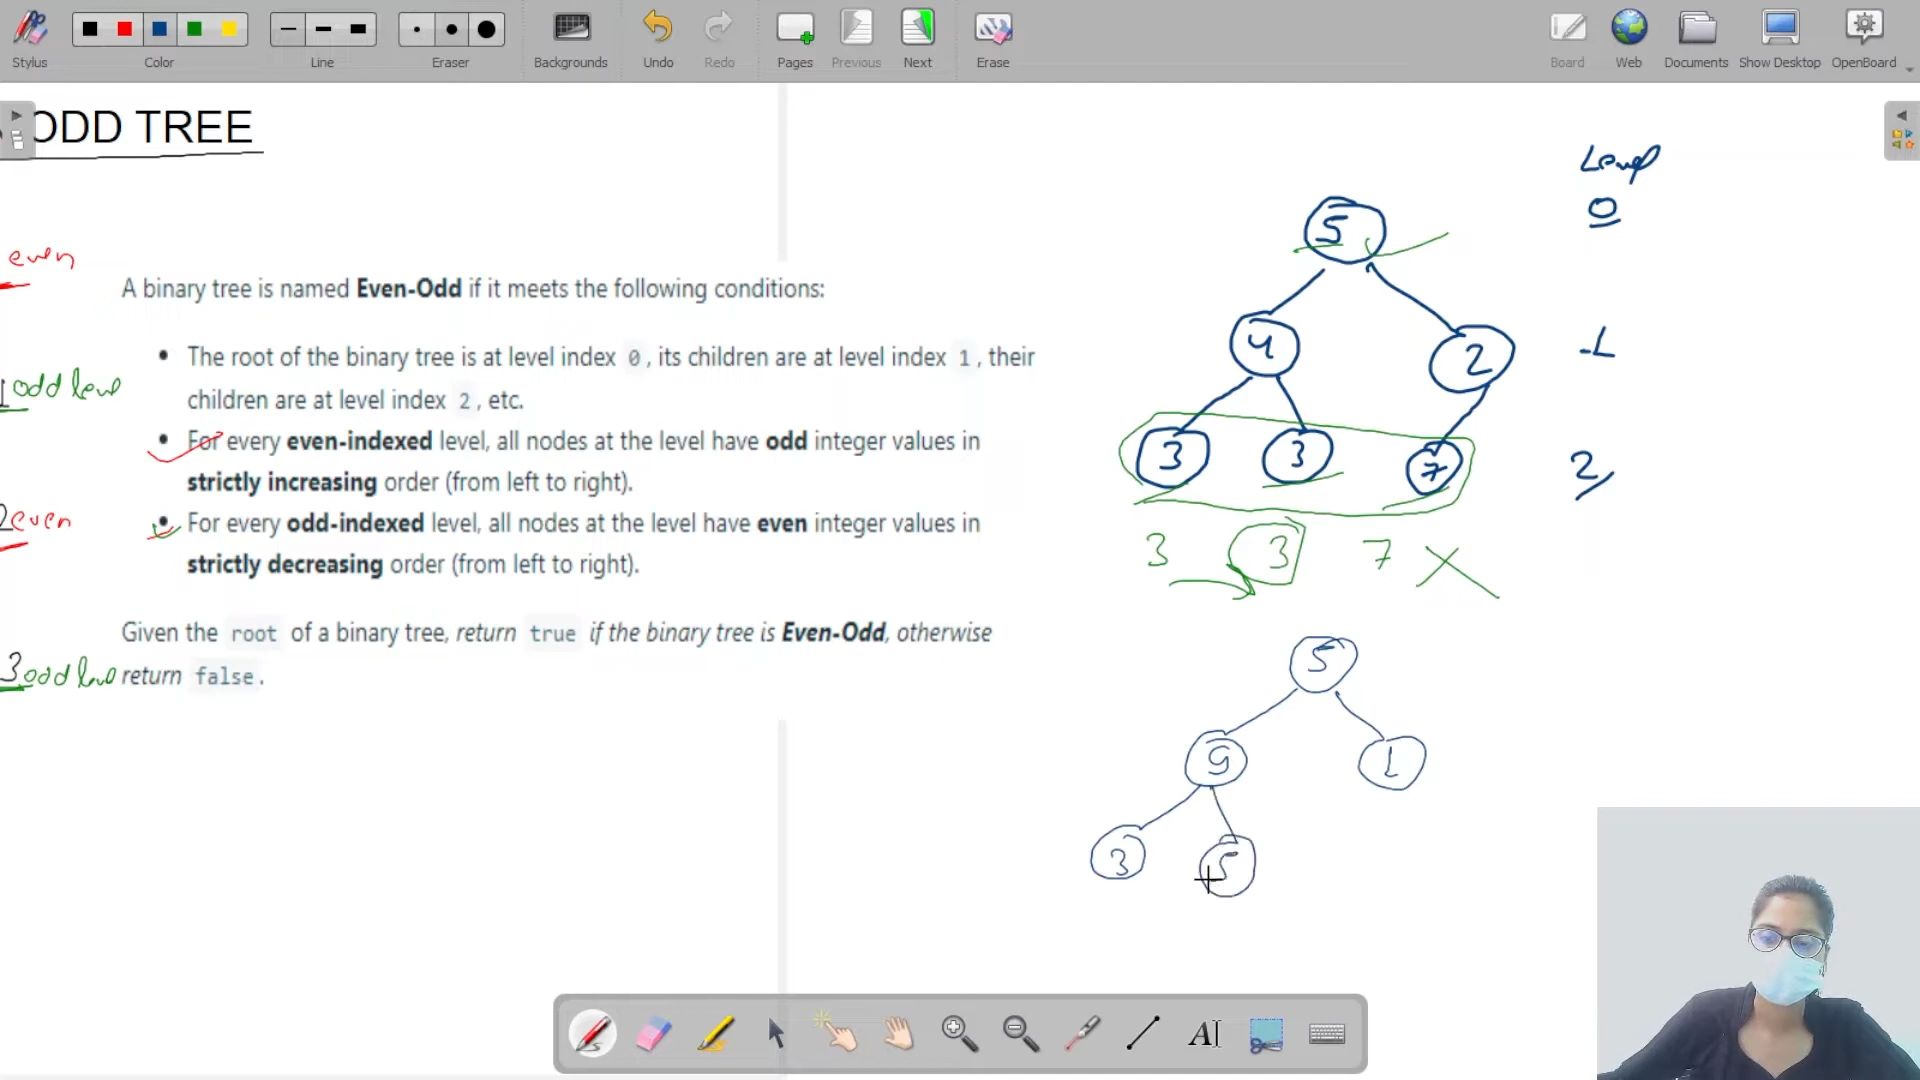 Stylus Color Line Eraser Backgrounds Undo Redo Pages Previous Next Erase Board Web Documents Show Desktop OpenBoard
ODD TREE
Level
0
even
A binary tree is named Even-Odd if it meets the following conditions:
5
4 2
1
The root of the binary tree is at level index 0, its children are at level index 1, their
children are at level index 2, etc.
1 odd level
For every even-indexed level, all nodes at the level have odd integer values in
strictly increasing order (from left to right).
3 3 7
2
2 even
For every odd-indexed level, all nodes at the level have even integer values in
strictly decreasing order (from left to right).
3 3 7
Given the root of a binary tree, return true if the binary tree is Even-Odd, otherwise
3 odd level
return false.
5
9 1
3 5
AI